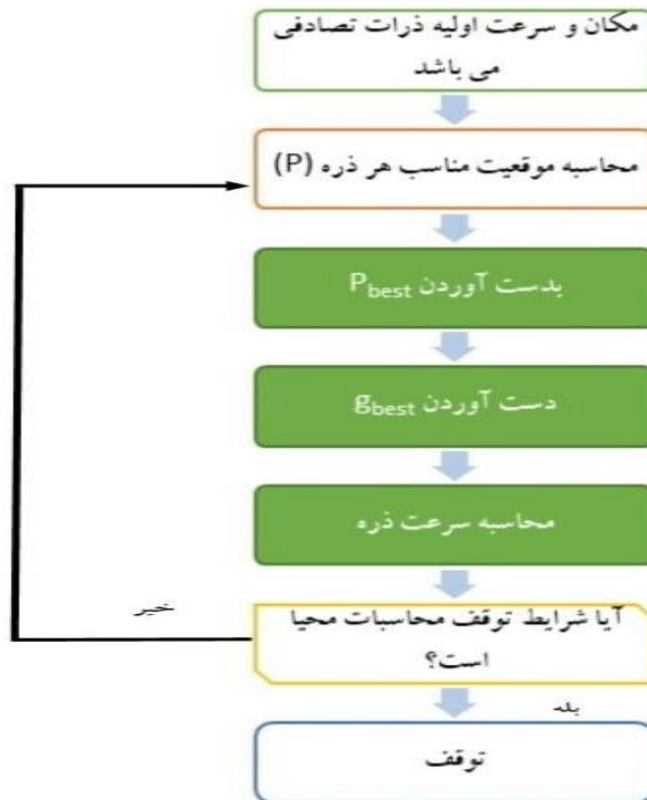 مکان و سرعت اولیه ذرات تصادفی
می باشد
محاسبه موقعیت مناسب هر ذره (P)
بدست آوردن Pbest
دست آوردن gbest
محاسبه سرعت ذره
خیر
آیا شرایط توقف محاسبات محیا
است؟
بله
توقف